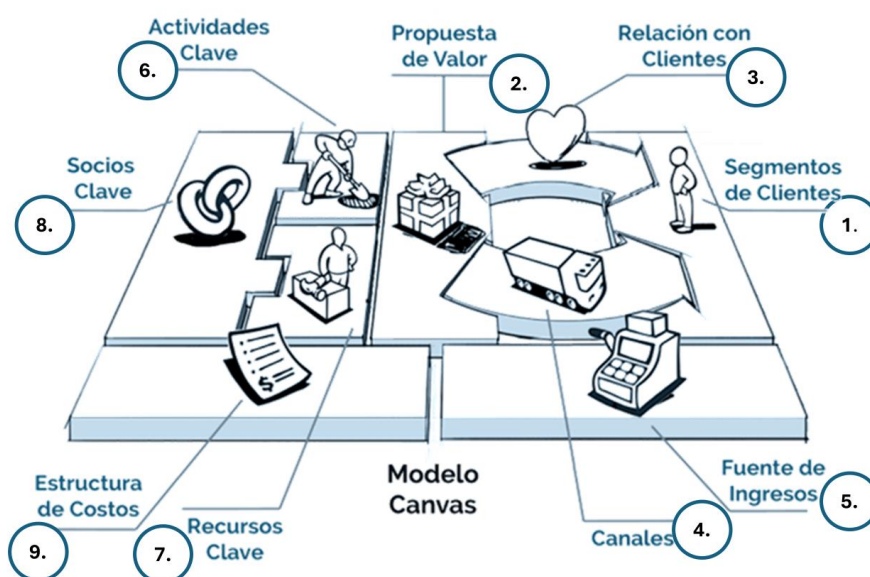 Actividades
Clave
6.
Propuesta
de Valor
2.
Relación con
Clientes
3.
Socios
Clave
8.
Segmentos
de Clientes
1.
$
Modelo
Canvas
Estructura
de Costos
9.
Recursos
Clave
7.
Canales
4.
Fuente de
Ingresos
5.